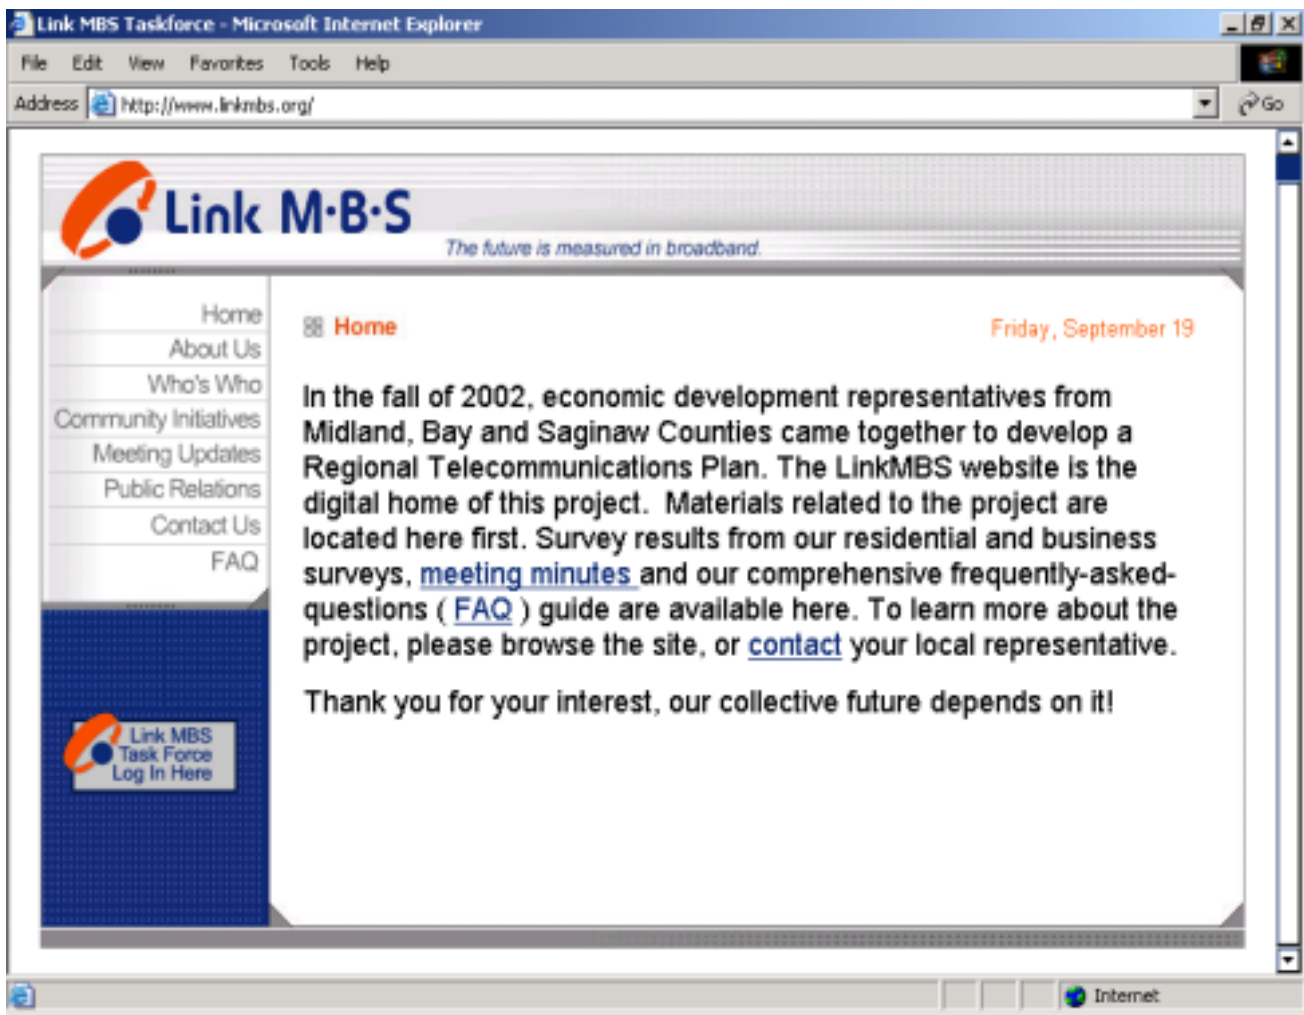 Link MBS Taskforce - Microsoft Internet Explorer
File Edit View Favorites Tools Help
Address http://www.linkmbs.org/ Go
Link M·B·S
The future is measured in broadband.
Home
About Us
Who's Who
Community Initiatives
Meeting Updates
Public Relations
Contact Us
FAQ
Link MBS
Task Force
Log In Here
Home
Friday, September 19
In the fall of 2002, economic development representatives from
Midland, Bay and Saginaw Counties came together to develop a
Regional Telecommunications Plan. The LinkMBS website is the
digital home of this project.  Materials related to the project are
located here first. Survey results from our residential and business
surveys, meeting minutes and our comprehensive frequently-asked-
questions ( FAQ ) guide are available here. To learn more about the
project, please browse the site, or contact your local representative.
Thank you for your interest, our collective future depends on it!
Internet